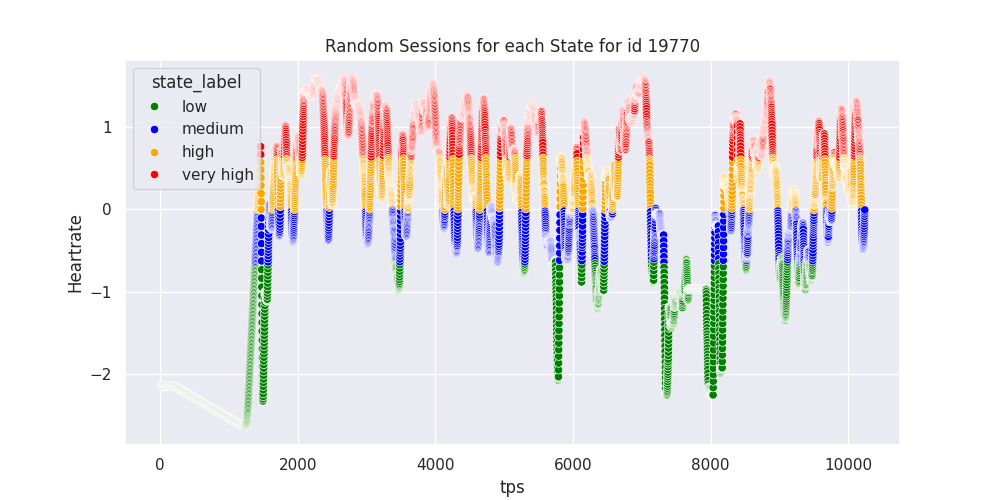 Random Sessions for each State for id 19770
state_label
low
medium
high
very high
Heartrate
1
0
−1
−2
0 2000 4000 6000 8000 10000
tps